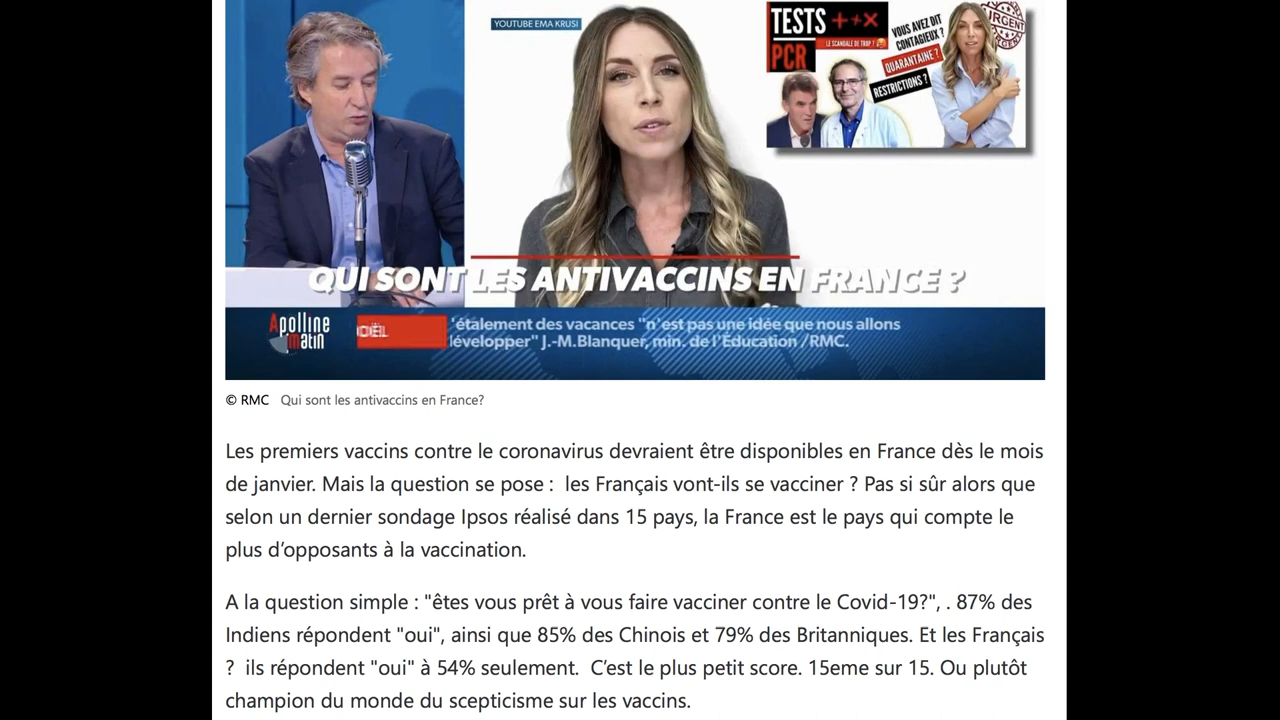 YOUTUBE EMA KRUSI
TESTS ++×
LE SCANDALE DE TROP !
PCR
VOUS AVEZ DIT
CONTAGIEUX ?
QUARANTAINE ?
RESTRICTIONS ?
URGENT
QUI SONT LES ANTIVACCINS EN FRANCE ?
Apolline
matin
'étalement des vacances "n'est pas une idée que nous allons
développer" J.-M.Blanquer, min. de l'Éducation /RMC.
© RMC Qui sont les antivaccins en France?
Les premiers vaccins contre le coronavirus devraient être disponibles en France dès le mois
de janvier. Mais la question se pose :  les Français vont-ils se vacciner ? Pas si sûr alors que
selon un dernier sondage Ipsos réalisé dans 15 pays, la France est le pays qui compte le
plus d’opposants à la vaccination.
A la question simple : "êtes vous prêt à vous faire vacciner contre le Covid-19?", . 87% des
Indiens répondent "oui", ainsi que 85% des Chinois et 79% des Britanniques. Et les Français
?  ils répondent "oui" à 54% seulement.  C’est le plus petit score. 15eme sur 15. Ou plutôt
champion du monde du scepticisme sur les vaccins.